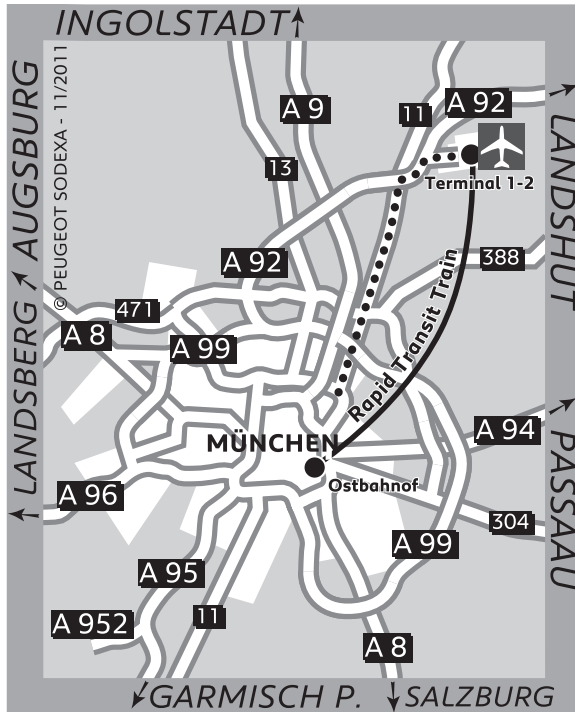 INGOLSTADT
LANDSBERG AUGSBURG
© PEUGEOT SODEXA - 11/2011
A 9
11
A 92
LANDSHUT
13
Terminal 1-2
A 92
388
471
Rapid Transit Train
A 8
A 99
MÜNCHEN
A 94
PASSAU
Ostbahnof
A 96
304
A 99
A 95
11
A 952
A 8
GARMISCH P.
SALZBURG